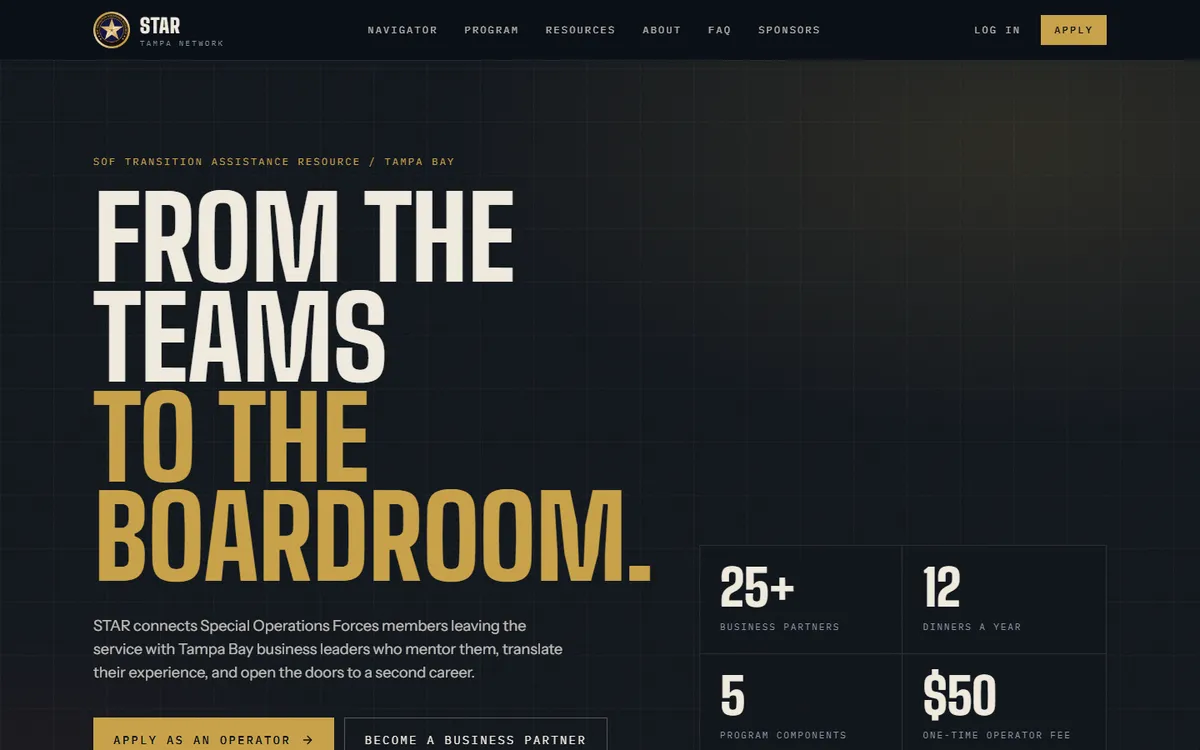 STAR
TAMPA NETWORK
NAVIGATOR
PROGRAM
RESOURCES
ABOUT
FAQ
SPONSORS
LOG IN
APPLY
SOF TRANSITION ASSISTANCE RESOURCE / TAMPA BAY
FROM THE
TEAMS
TO THE
BOARDROOM.
STAR connects Special Operations Forces members leaving the
service with Tampa Bay business leaders who mentor them, translate
their experience, and open the doors to a second career.
APPLY AS AN OPERATOR →
BECOME A BUSINESS PARTNER
25+
BUSINESS PARTNERS
12
DINNERS A YEAR
5
PROGRAM COMPONENTS
$50
ONE-TIME OPERATOR FEE